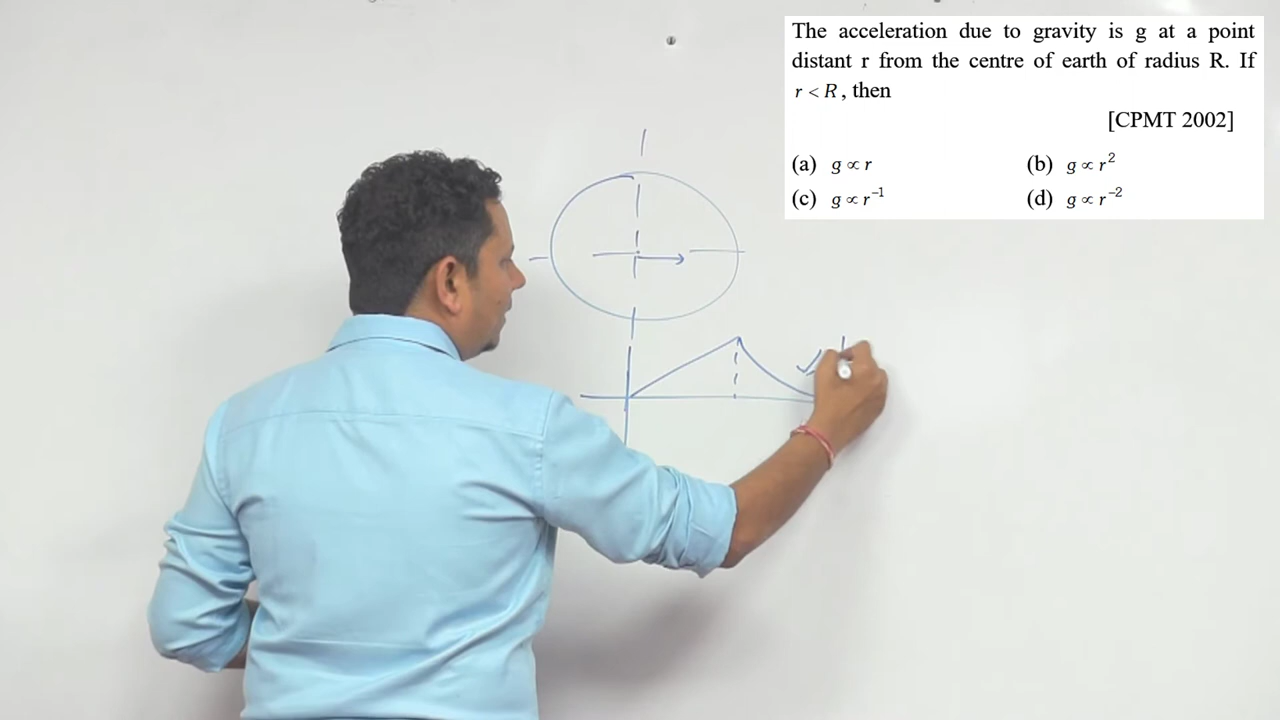 The acceleration due to gravity is g at a point
distant r from the centre of earth of radius R. If
r < R, then
[CPMT 2002]
(a) g ∝ r (b) g ∝ r²
(c) g ∝ r⁻¹ (d) g ∝ r⁻²